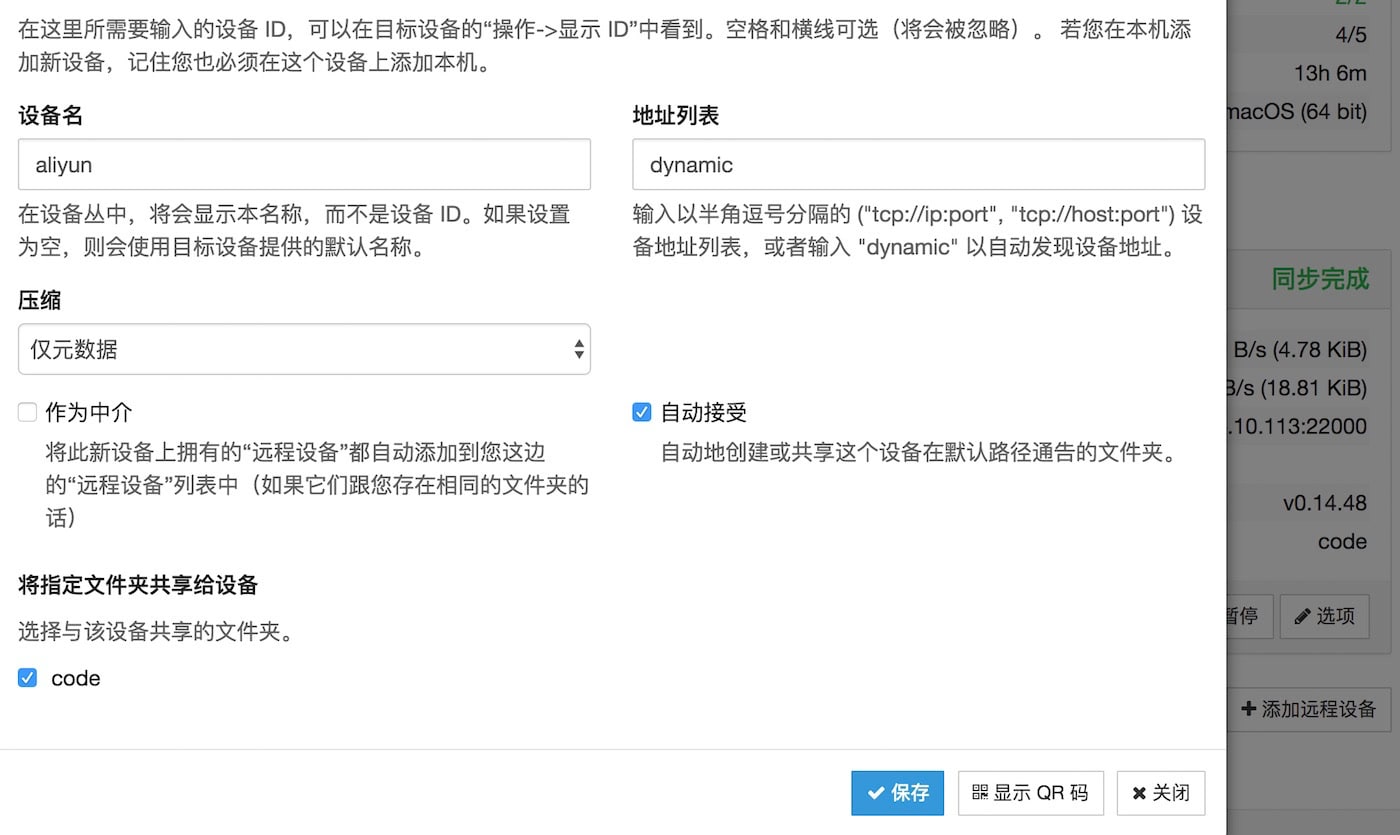 在这里所需要输入的设备 ID，可以在目标设备的“操作->显示 ID”中看到。空格和横线可选（将会被忽略）。 若您在本机添
加新设备，记住您也必须在这个设备上添加本机。
设备名
aliyun
在设备丛中，将会显示本名称，而不是设备 ID。如果设置
为空，则会使用目标设备提供的默认名称。
地址列表
dynamic
输入以半角逗号分隔的 ("tcp://ip:port", "tcp://host:port") 设
备地址列表，或者输入 "dynamic" 以自动发现设备地址。
压缩
仅元数据
作为中介
将此新设备上拥有的“远程设备”都自动添加到您这边
的“远程设备”列表中（如果它们跟您存在相同的文件夹的
话）
自动接受
自动地创建或共享这个设备在默认路径通告的文件夹。
将指定文件夹共享给设备
选择与该设备共享的文件夹。
code
保存
显示 QR 码
关闭
4/5
13h 6m
macOS (64 bit)
同步完成
B/s (4.78 KiB)
B/s (18.81 KiB)
.10.113:22000
v0.14.48
code
暂停
选项
添加远程设备